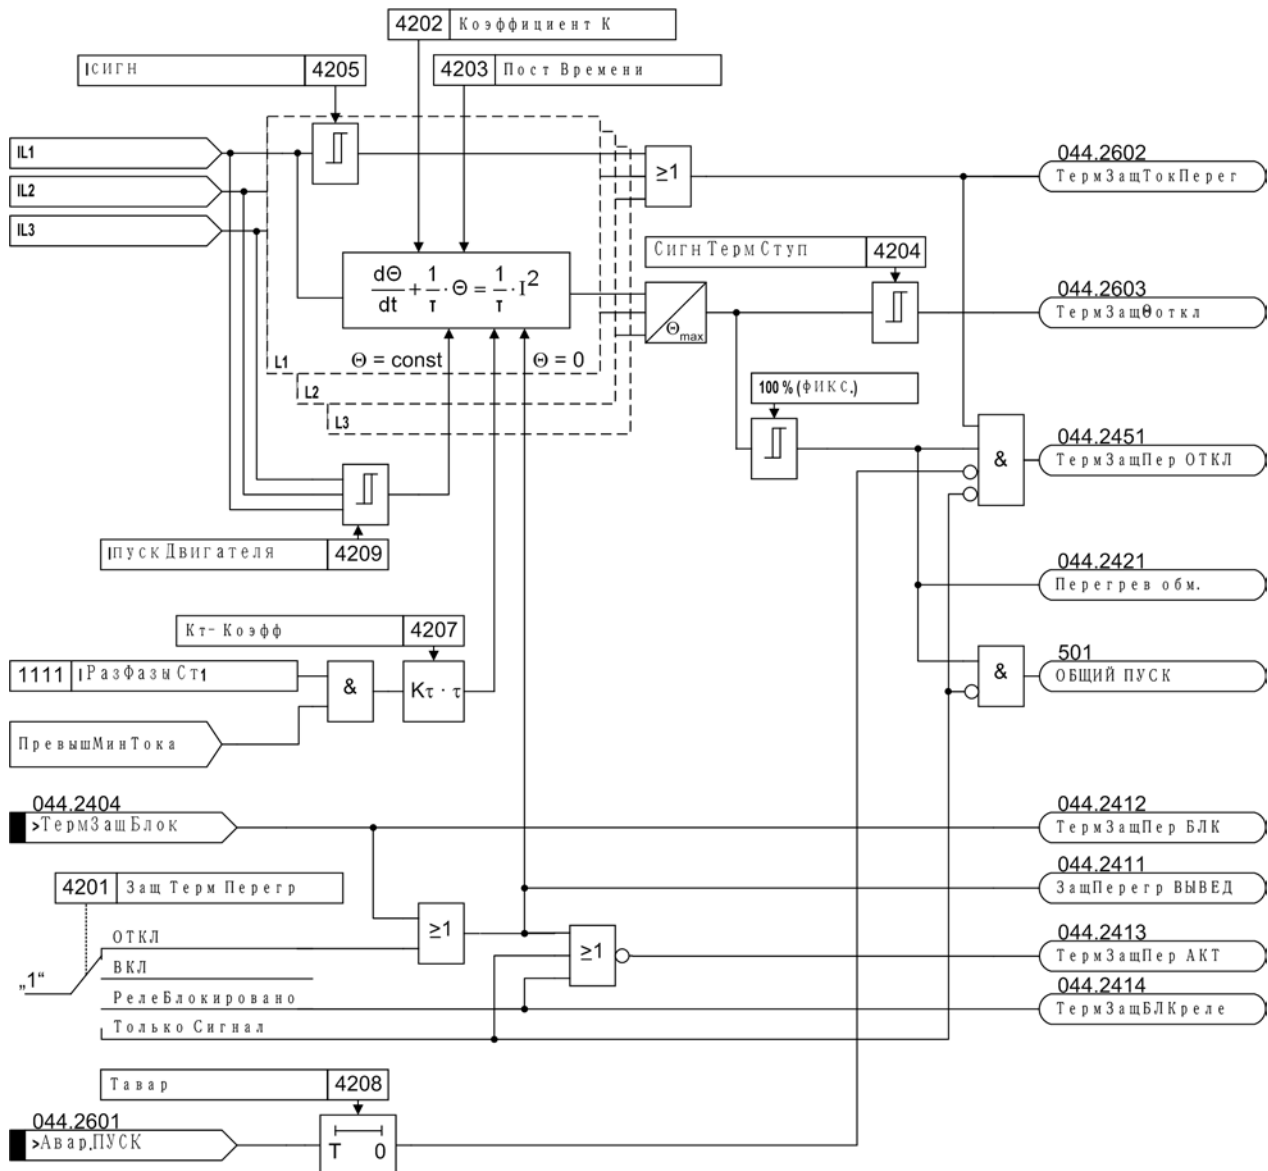 4202 Коэффициент К
IСИГН 4205
4203 Пост Времени
IL1
IL2
IL3
≥1
044.2602
ТермЗащТокПерег
СигнТермСтуп 4204
dΘ/dt + 1/τ · Θ = 1/τ · I²
Θmax
044.2603
ТермЗащΘоткл
L1 Θ = const Θ = 0
L2
L3
100 % (ФИКС.)
&
044.2451
ТермЗащПер ОТКЛ
IПУСКДвигателя 4209
044.2421
Перегрев обм.
Кт-Коэфф 4207
1111 IРазФазыСт1
&
Kτ · τ
&
501
ОБЩИЙ ПУСК
ПревышМинТока
044.2404
>ТермЗашБлок
044.2412
ТермЗащПер БЛК
4201 Защ Терм Перегр
044.2411
ЗащПерегр ВЫВЕД
≥1
ОТКЛ
≥1
044.2413
ТермЗащПер АКТ
„1“
ВКЛ
РелеБлокировано
044.2414
ТермЗащБЛКреле
Только Сигнал
Тавар 4208
044.2601
>Авар.ПУСК
T 0